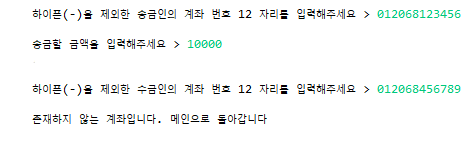 하이픈(-)을 제외한 송금인의 계좌 번호 12 자리를 입력해주세요 > 012068123456
송금할 금액을 입력해주세요 > 10000
하이픈(-)을 제외한 수금인의 계좌 번호 12 자리를 입력해주세요 > 012068456789
존재하지 않는 계좌입니다. 메인으로 돌아갑니다